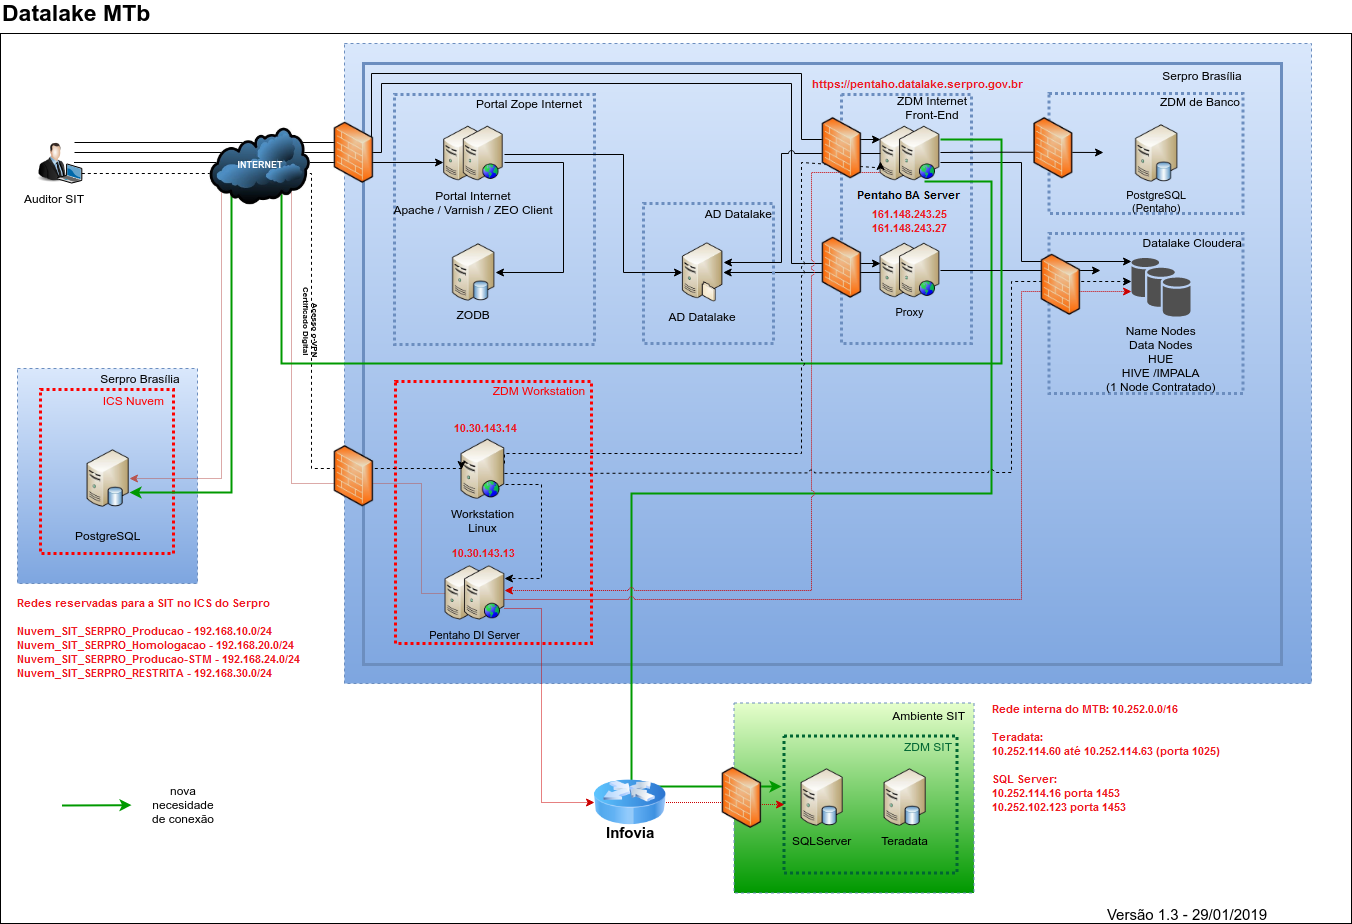 Datalake MTb
Serpro Brasília
https://pentaho.datalake.serpro.gov.br
Portal Zope Internet
ZDM Internet
Front-End
ZDM de Banco
INTERNET
Auditor SIT
Portal Internet
Apache / Varnish / ZEO Client
ZODB
AD Datalake
AD Datalake
Pentaho BA Server
161.148.243.25
161.148.243.27
Proxy
PostgreSQL
(Pentaho)
Datalake Cloudera
Name Nodes
Data Nodes
HUE
HIVE /IMPALA
(1 Node Contratado)
Acesso p-VPN
Certificado Digital
Serpro Brasília
ICS Nuvem
PostgreSQL
ZDM Workstation
10.30.143.14
Workstation
Linux
10.30.143.13
Pentaho DI Server
Redes reservadas para a SIT no ICS do Serpro
Nuvem_SIT_SERPRO_Producao - 192.168.10.0/24
Nuvem_SIT_SERPRO_Homologacao - 192.168.20.0/24
Nuvem_SIT_SERPRO_Producao-STM - 192.168.24.0/24
Nuvem_SIT_SERPRO_RESTRITA - 192.168.30.0/24
Ambiente SIT
ZDM SIT
SQLServer
Teradata
Infovia
Rede interna do MTB: 10.252.0.0/16
Teradata:
10.252.114.60 até 10.252.114.63 (porta 1025)
SQL Server:
10.252.114.16 porta 1453
10.252.102.123 porta 1453
nova
necesidade
de conexão
Versão 1.3 - 29/01/2019